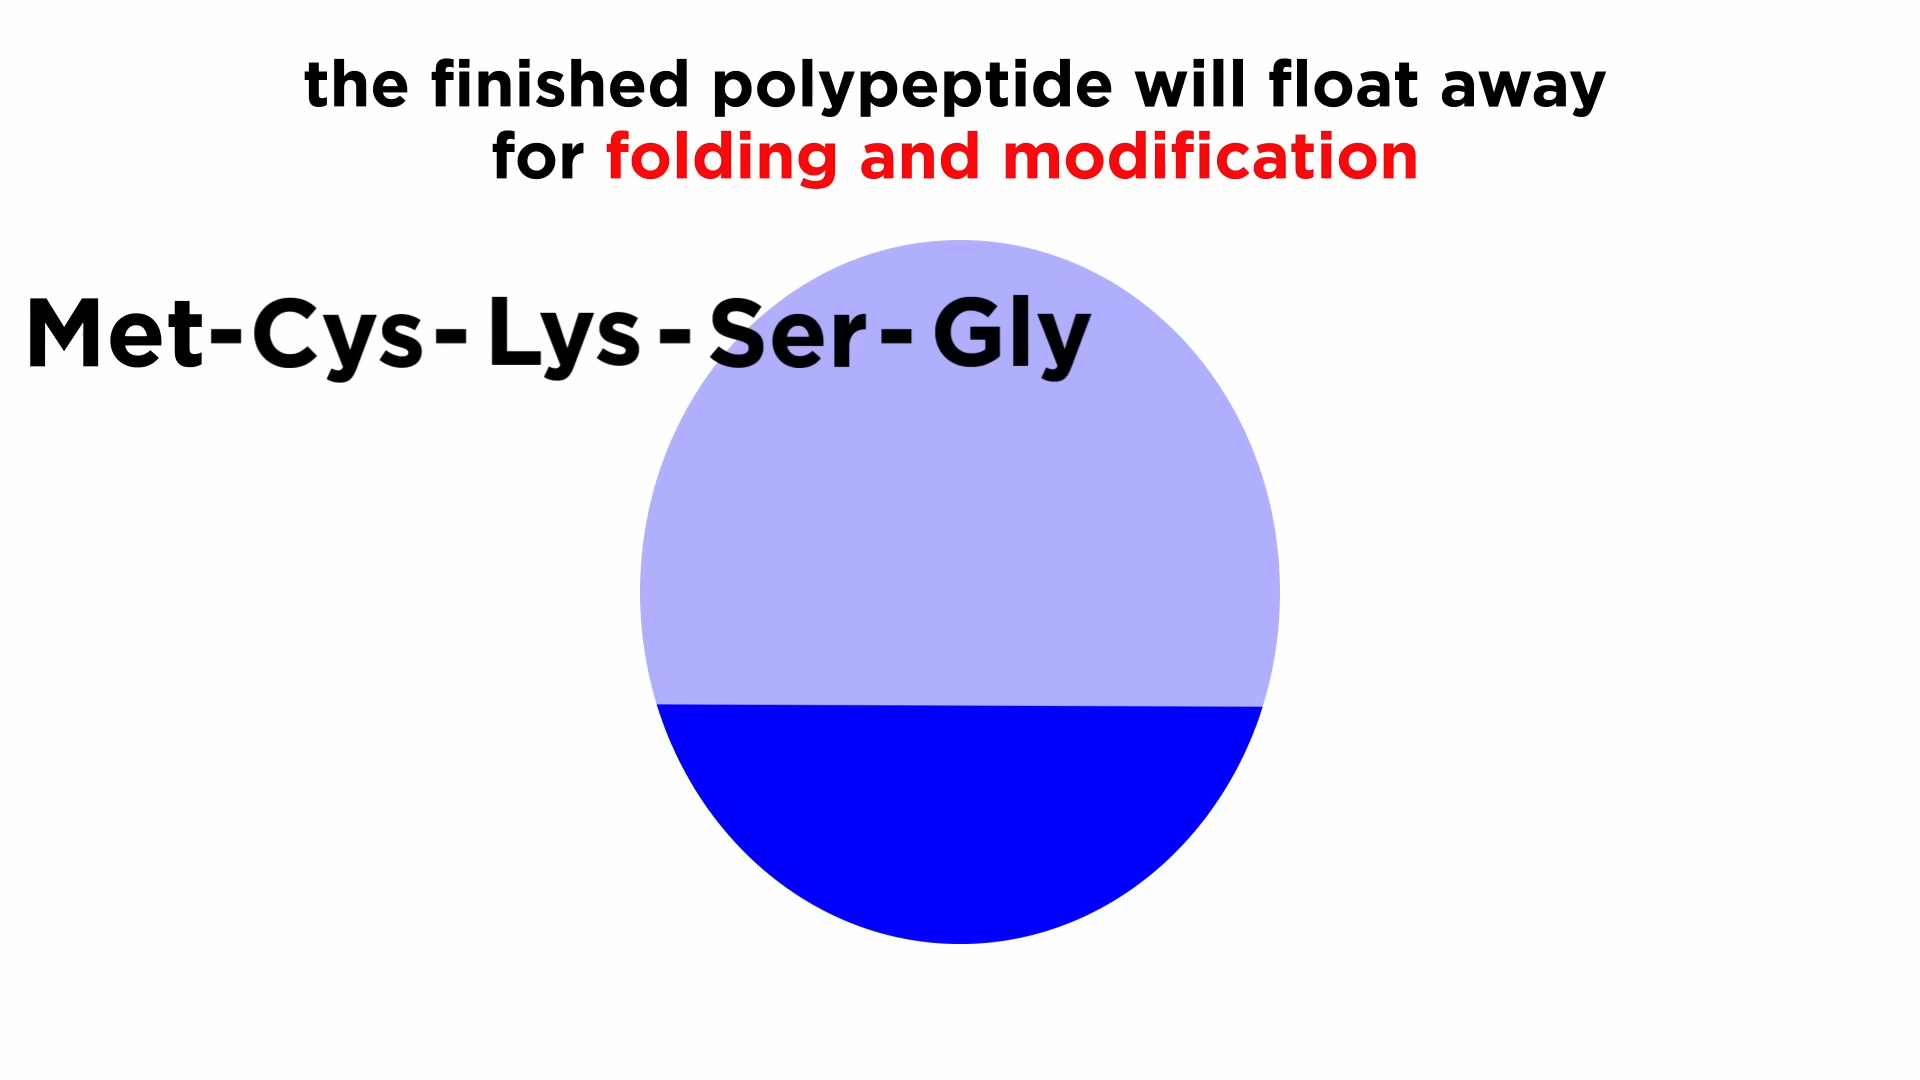 the finished polypeptide will float away
for folding and modification
Met-Cys-Lys-Ser-Gly